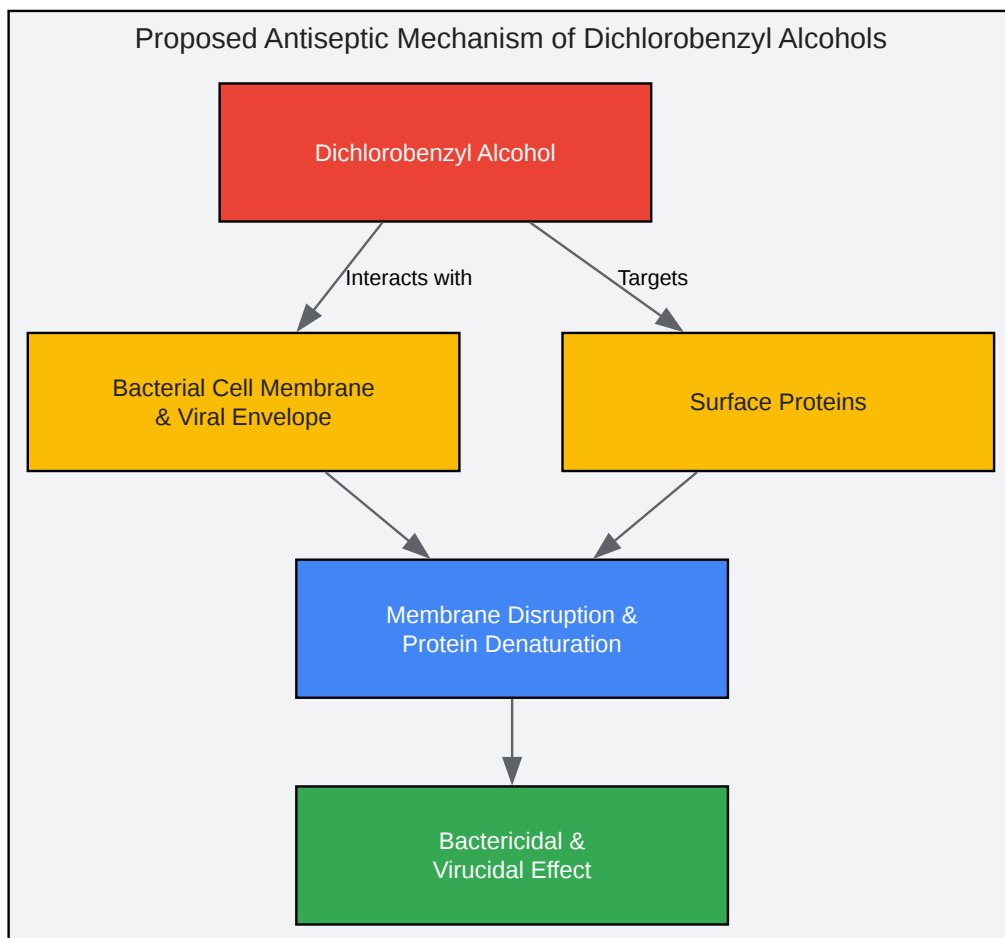 Proposed Antiseptic Mechanism of Dichlorobenzyl Alcohols
Dichlorobenzyl Alcohol
Interacts with
Targets
Bacterial Cell Membrane
& Viral Envelope
Surface Proteins
Membrane Disruption &
Protein Denaturation
Bactericidal &
Virucidal Effect